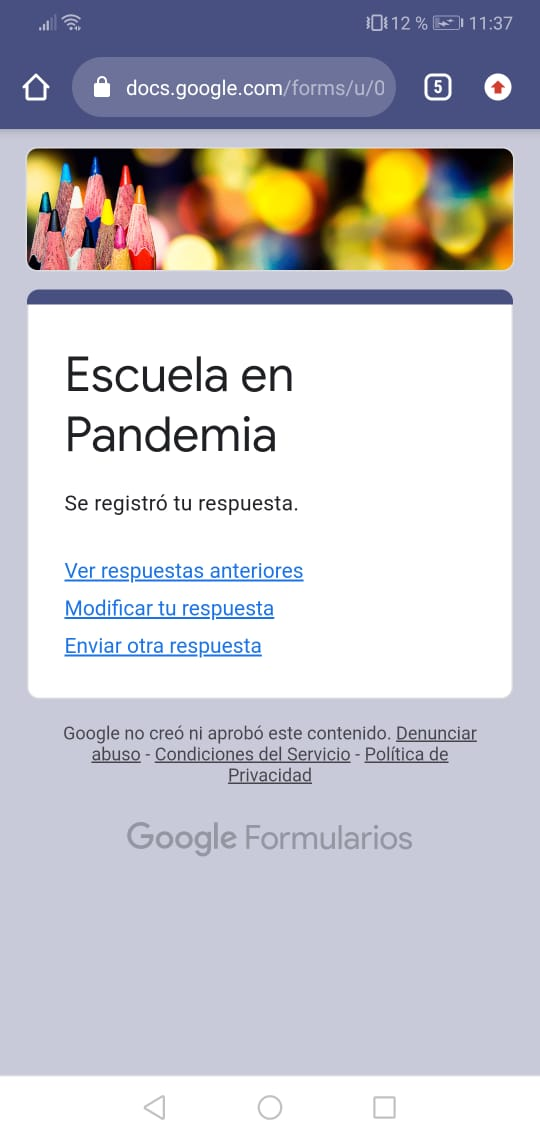 12 % 11:37
docs.google.com/forms/u/0
5
Escuela en
Pandemia
Se registró tu respuesta.
Ver respuestas anteriores
Modificar tu respuesta
Enviar otra respuesta
Google no creó ni aprobó este contenido. Denunciar
abuso - Condiciones del Servicio - Política de
Privacidad
Google Formularios